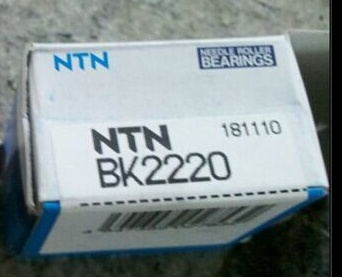 NTN
NEEDLE ROLLER
BEARINGS
NTN 181110
BK2220